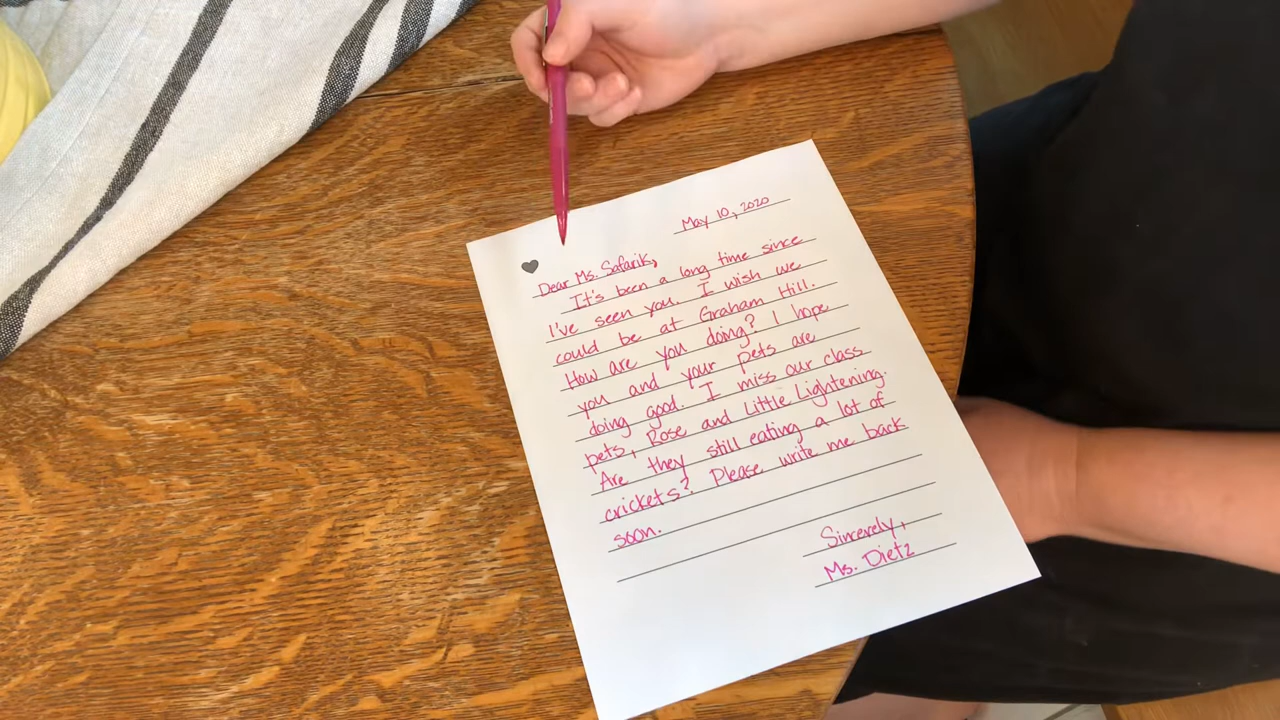 May 10, 2020
Dear Ms. Safarik,
It's been a long time since
I've seen you. I wish we
could be at Graham Hill.
How are you doing? I hope
you and your pets are
doing good. I miss our class
pets, Rose and Little Lightening.
Are they still eating a lot of
crickets? Please write me back
soon.
Sincerely,
Ms. Dietz